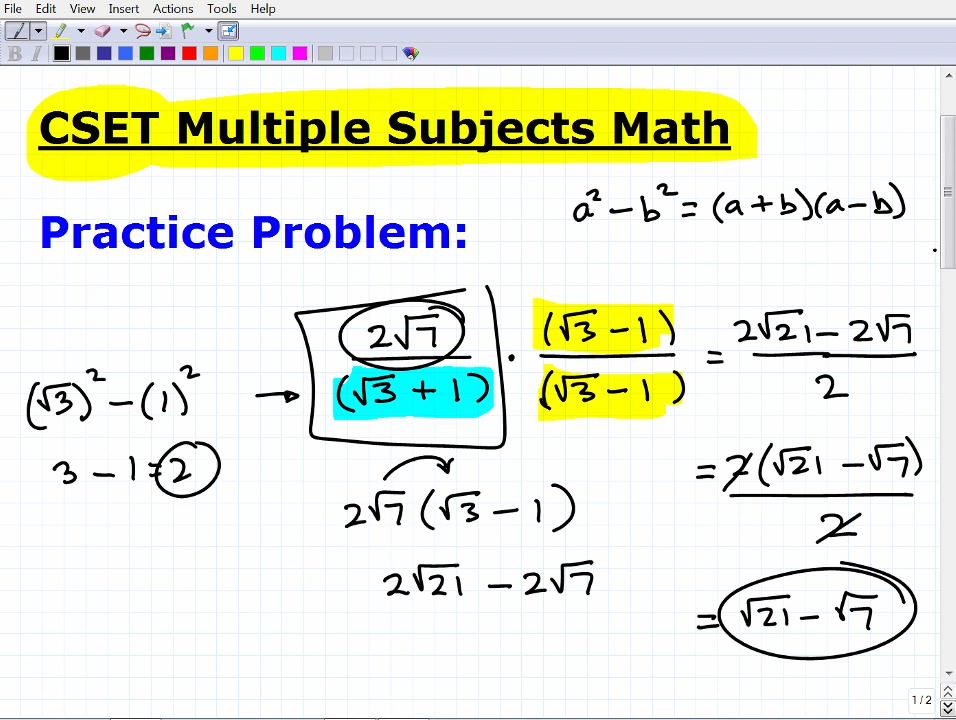 File Edit View Insert Actions Tools Help
B I
CSET Multiple Subjects Math
a² − b² = (a + b)(a − b)
Practice Problem:
2√7 / (√3 + 1) · (√3 − 1) / (√3 − 1) = 2√21 − 2√7 / 2
(√3)² − (1)²
3 − 1 = 2
= 2(√21 − √7) / 2
2√7 (√3 − 1)
2√21 − 2√7
= √21 − √7
1 / 2